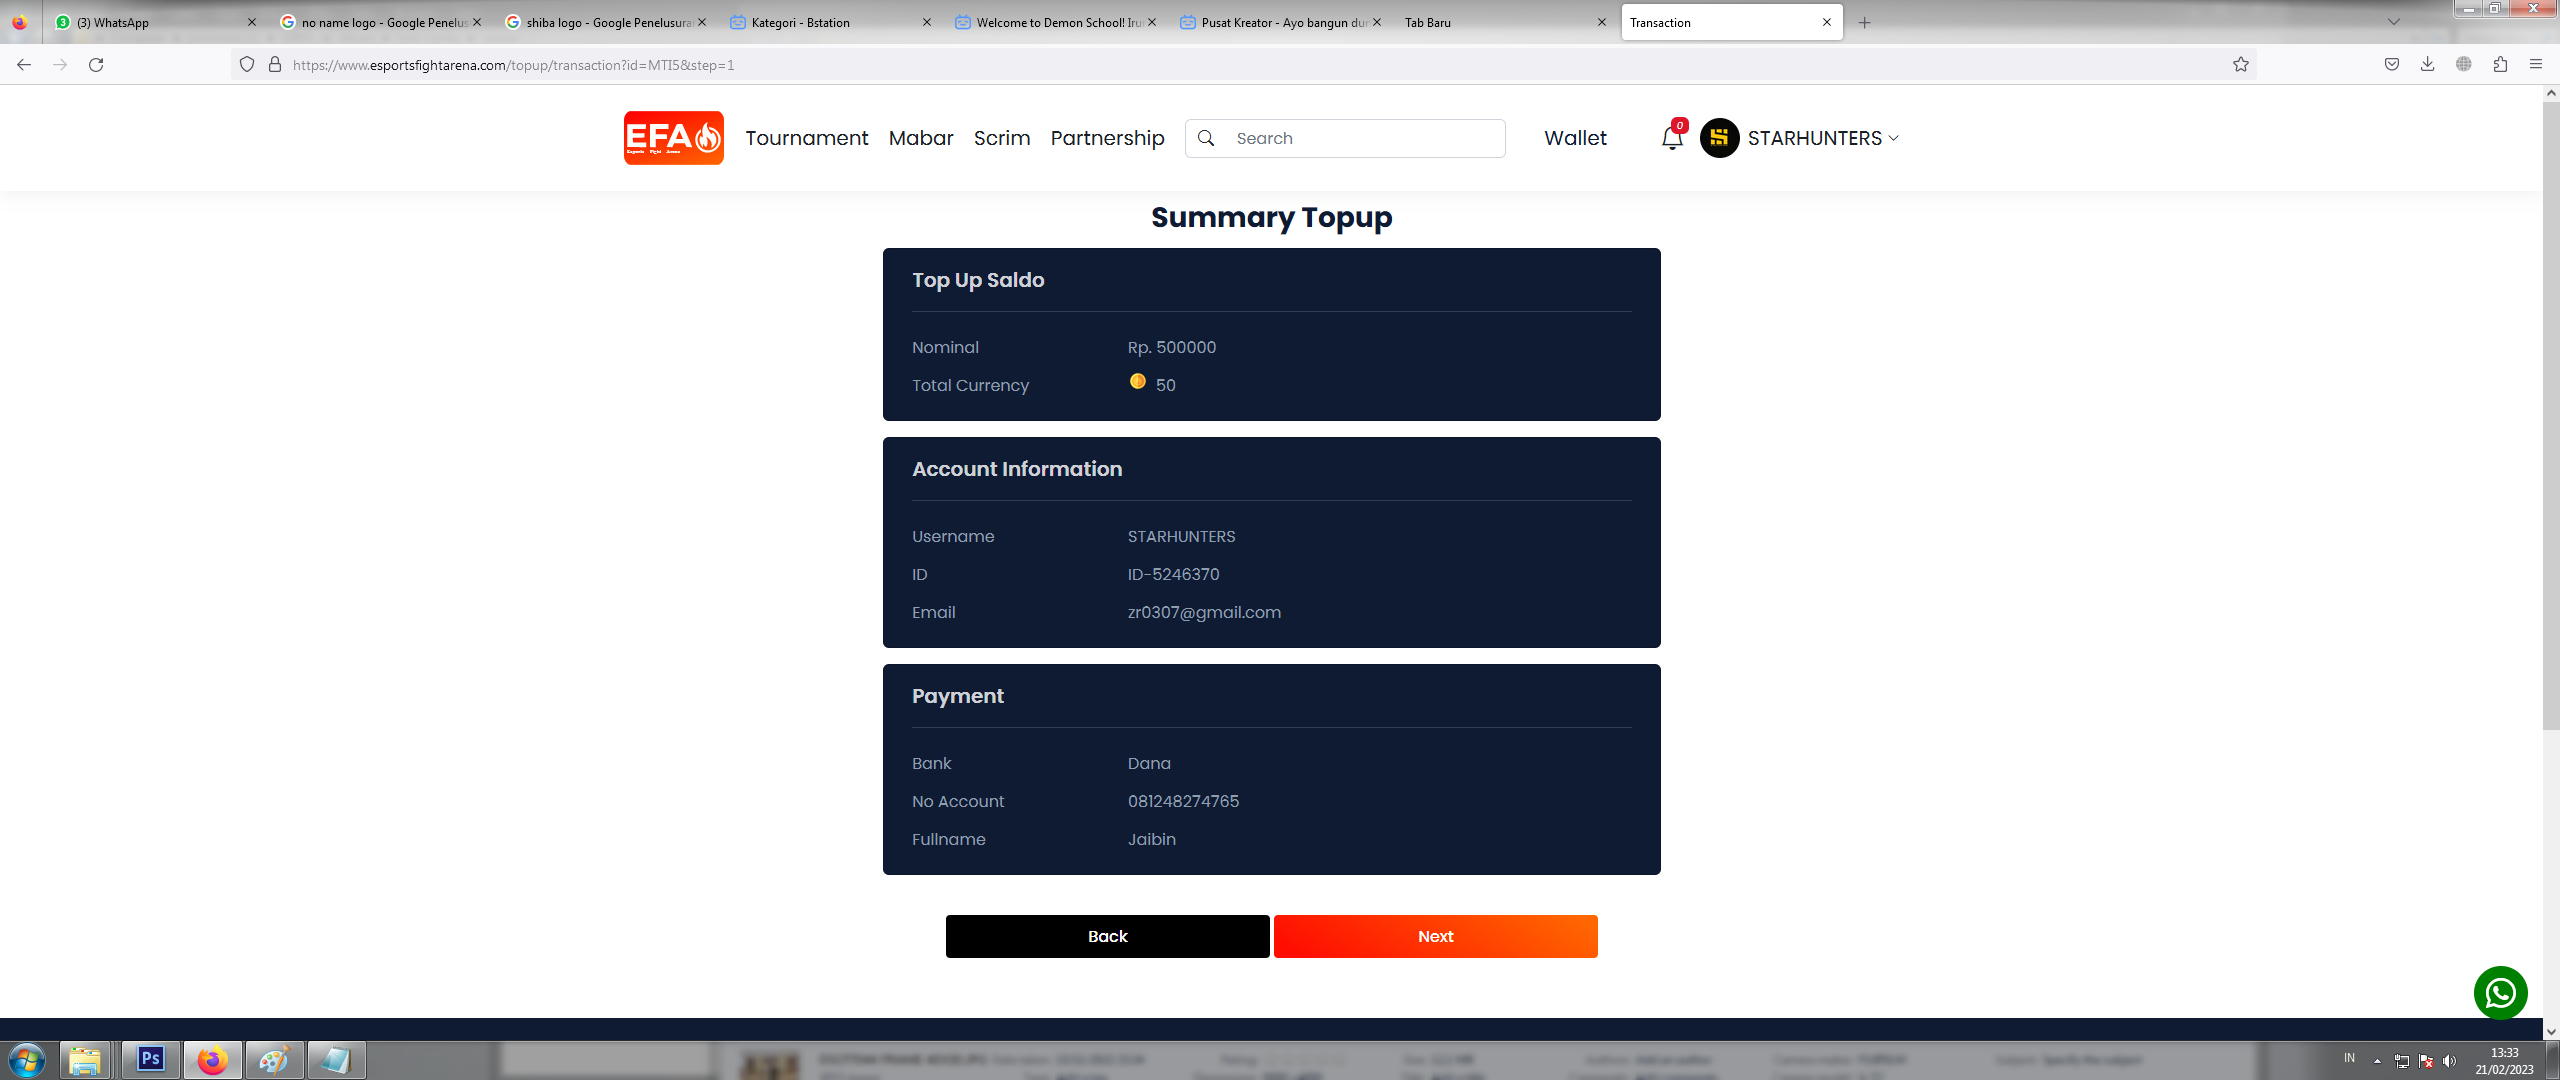 (3) WhatsApp
no name logo - Google Penelus
shiba logo - Google Penelusuran
Kategori - Bstation
Welcome to Demon School! Iru
Pusat Kreator - Ayo bangun du
Tab Baru
Transaction
https://www.esportsfightarena.com/topup/transaction?id=MTI5&step=1
EFA
Tournament
Mabar
Scrim
Partnership
Search
Wallet
0
STARHUNTERS
Summary Topup
Top Up Saldo
Nominal Rp. 500000
Total Currency 50
Account Information
Username STARHUNTERS
ID ID-5246370
Email zr0307@gmail.com
Payment
Bank Dana
No Account 081248274765
Fullname Jaibin
Back
Next
Ps
IN
13:33
21/02/2023